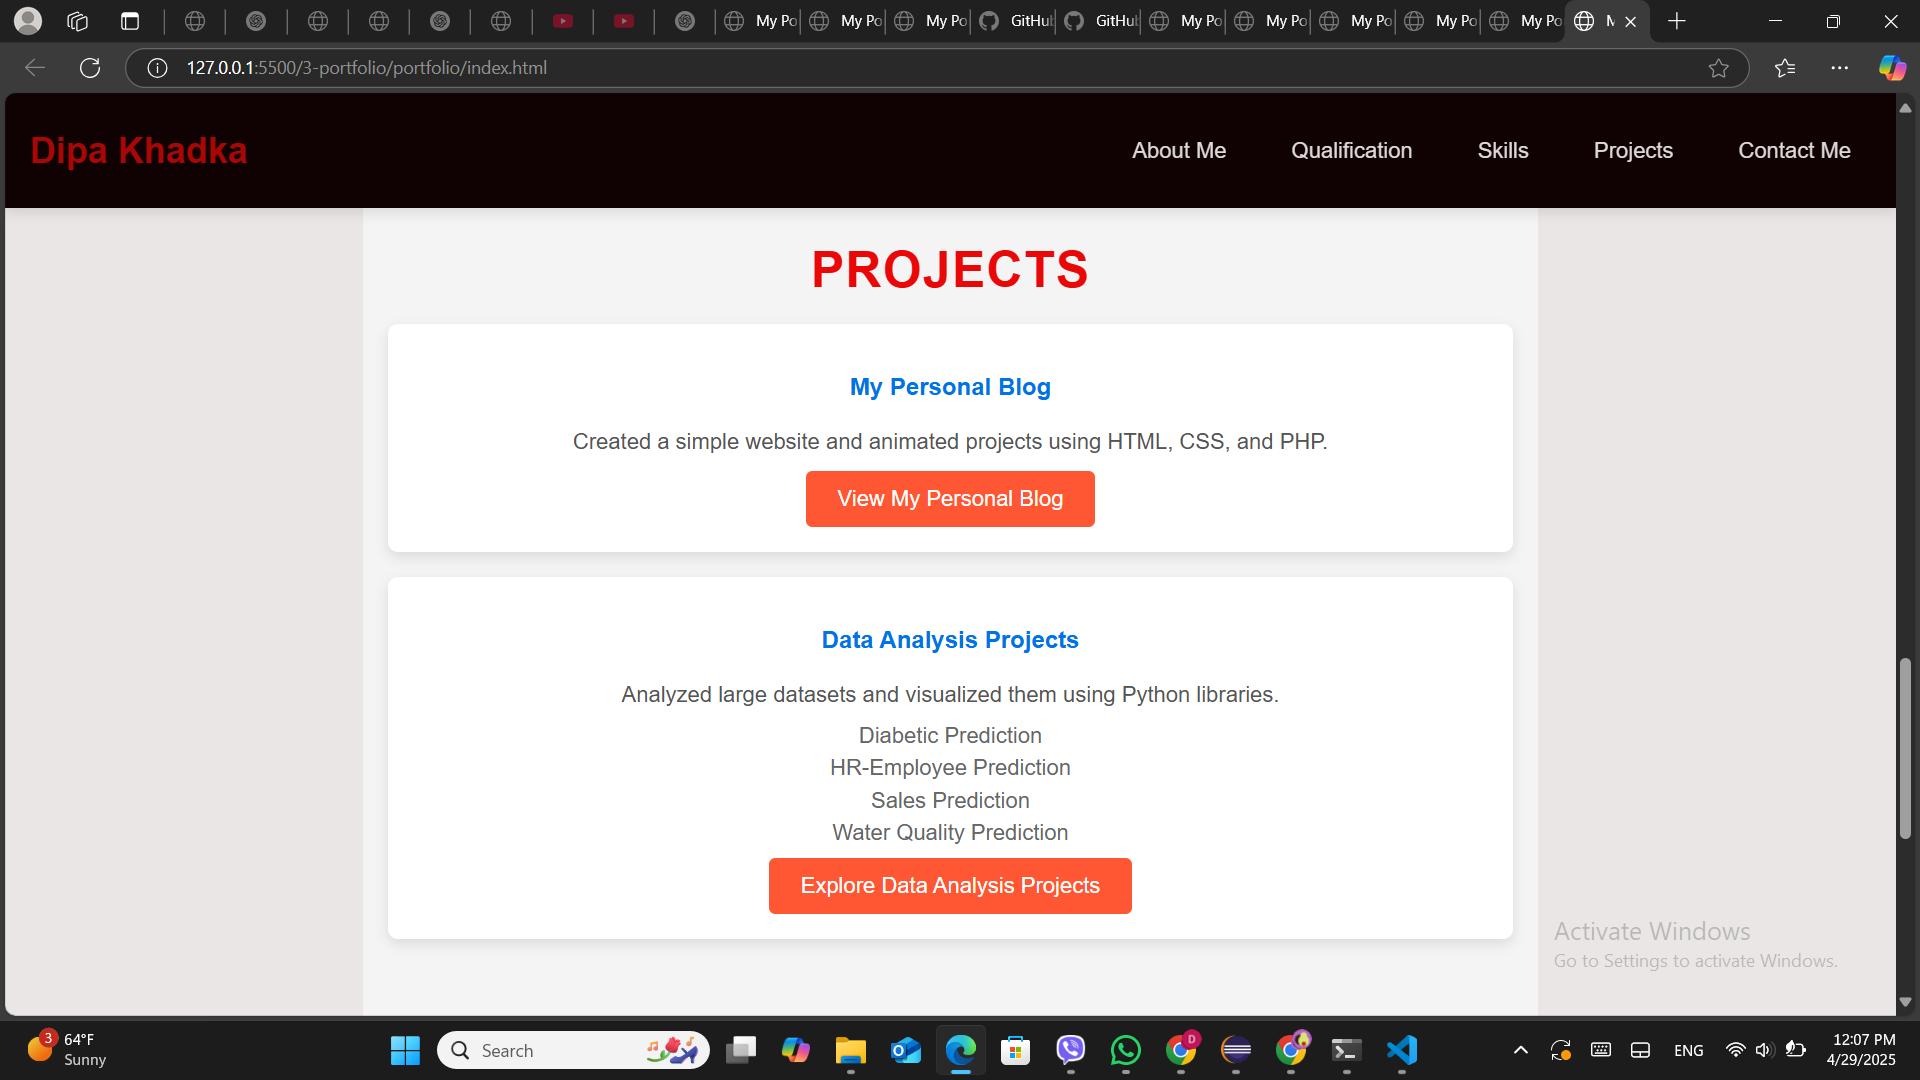 My Po
My Po
My Po
GitHub
GitHub
My Po
My Po
My Po
My Po
My Po
M
127.0.0.1:5500/3-portfolio/portfolio/index.html
Dipa Khadka
About Me
Qualification
Skills
Projects
Contact Me
PROJECTS
My Personal Blog
Created a simple website and animated projects using HTML, CSS, and PHP.
View My Personal Blog
Data Analysis Projects
Analyzed large datasets and visualized them using Python libraries.
Diabetic Prediction
HR-Employee Prediction
Sales Prediction
Water Quality Prediction
Explore Data Analysis Projects
Activate Windows
Go to Settings to activate Windows.
3
64°F
Sunny
Search
D
ENG
12:07 PM
4/29/2025